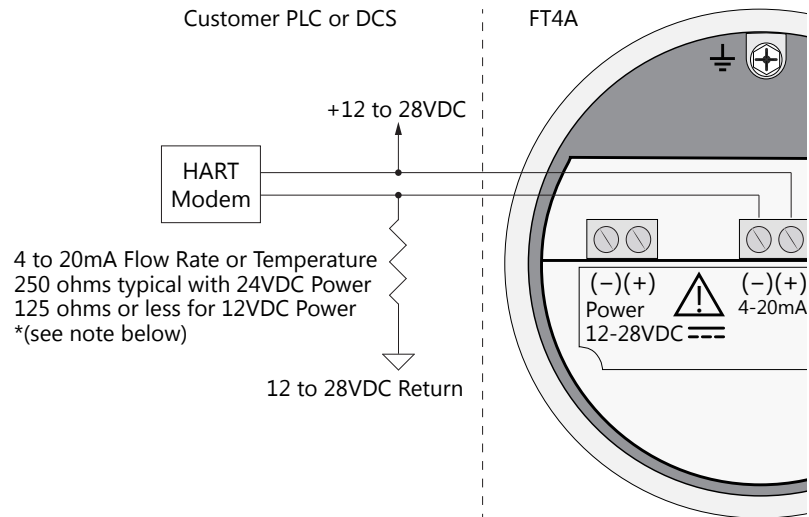 Customer PLC or DCS
FT4A
+12 to 28VDC
HART
Modem
4 to 20mA Flow Rate or Temperature
250 ohms typical with 24VDC Power
125 ohms or less for 12VDC Power
*(see note below)
12 to 28VDC Return
(−)(+)
Power
12-28VDC
(−)(+)
4-20mA